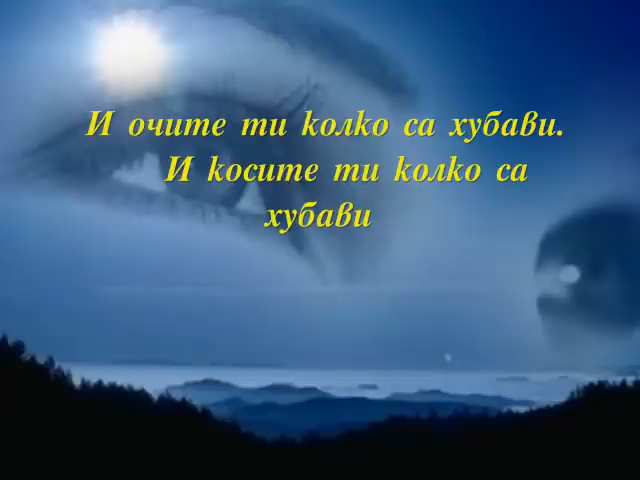 И очите ти колко са хубави.
И косите ти колко са
хубави